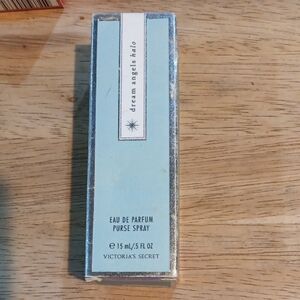 dream angels halo
EAU DE PARFUM
PURSE SPRAY
℮ 15 mL/.5 FL OZ
VICTORIA'S SECRET